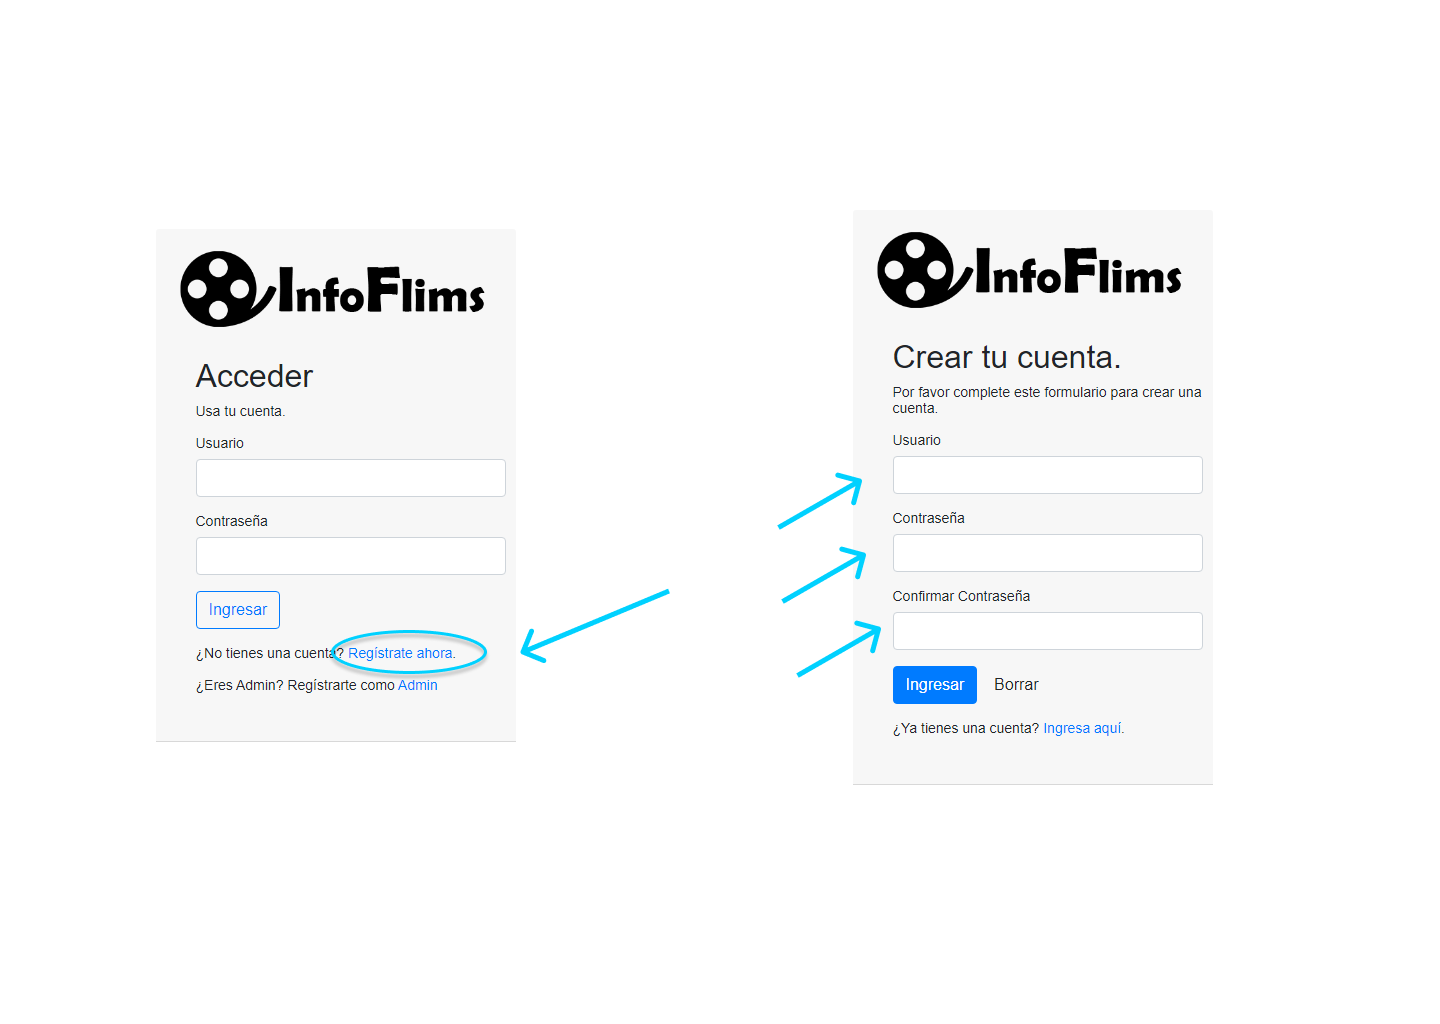 InfoFlims
Acceder
Usa tu cuenta.
Usuario
Contraseña
Ingresar
¿No tienes una cuenta? Regístrate ahora.
¿Eres Admin? Regístrarte como Admin
InfoFlims
Crear tu cuenta.
Por favor complete este formulario para crear una
cuenta.
Usuario
Contraseña
Confirmar Contraseña
Ingresar Borrar
¿Ya tienes una cuenta? Ingresa aquí.